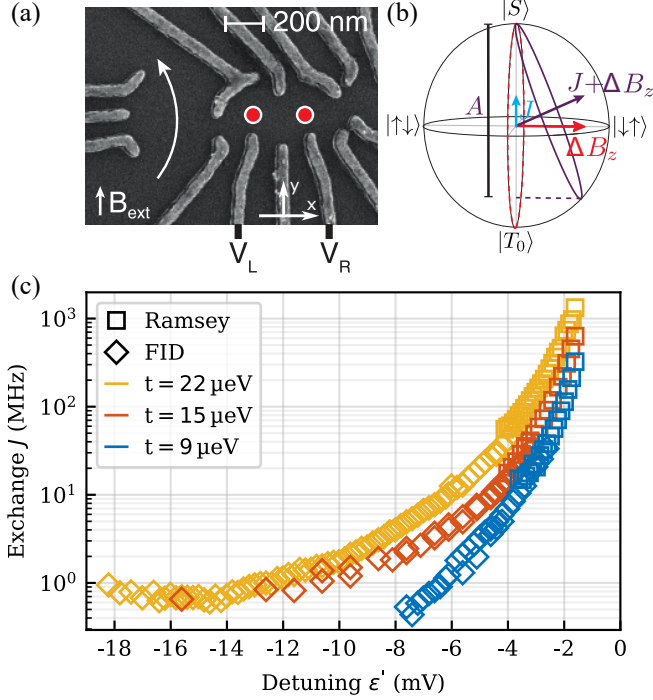 (a)
200 nm
B_ext
y
x
V_L
V_R
(b)
|S⟩
A
J
J+ΔB_z
|↑↓⟩
|↓↑⟩
ΔB_z
|T_0⟩
(c)
Exchange J (MHz)
10^3
10^2
10^1
10^0
Ramsey
FID
t = 22 µeV
t = 15 µeV
t = 9 µeV
-18 -16 -14 -12 -10 -8 -6 -4 -2 0
Detuning ε' (mV)